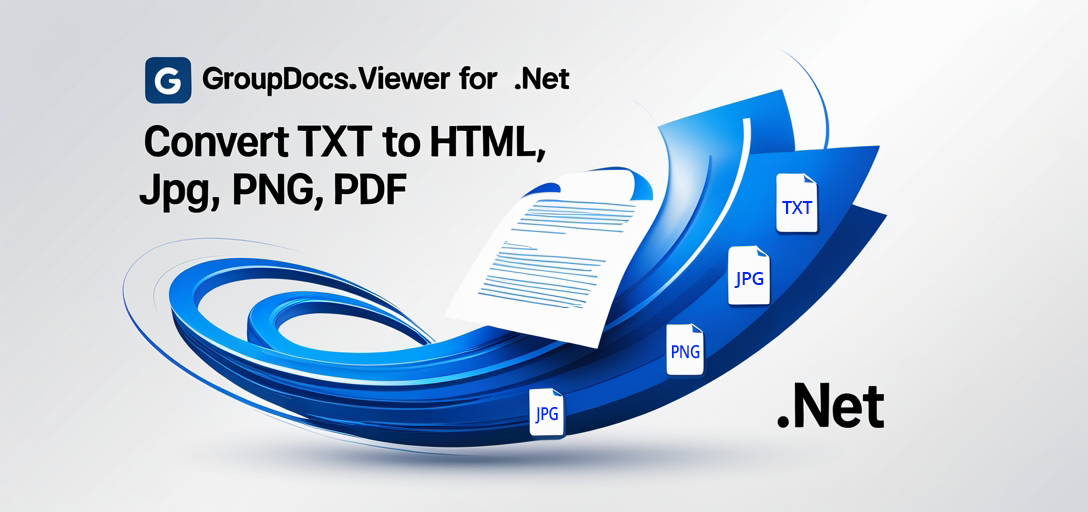 G GroupDocs.Viewer for .Net
Convert TXT to HTML,
Jpg, PNG, PDF
TXT
JPG
PNG
JPG
.Net